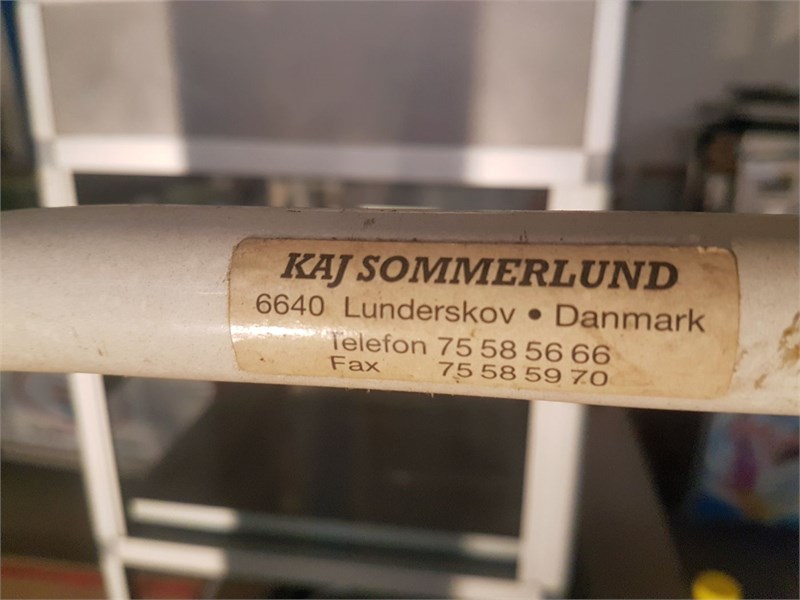 KAJ SOMMERLUND
6640 Lunderskov • Danmark
Telefon 75 58 56 66
Fax 75 58 59 70